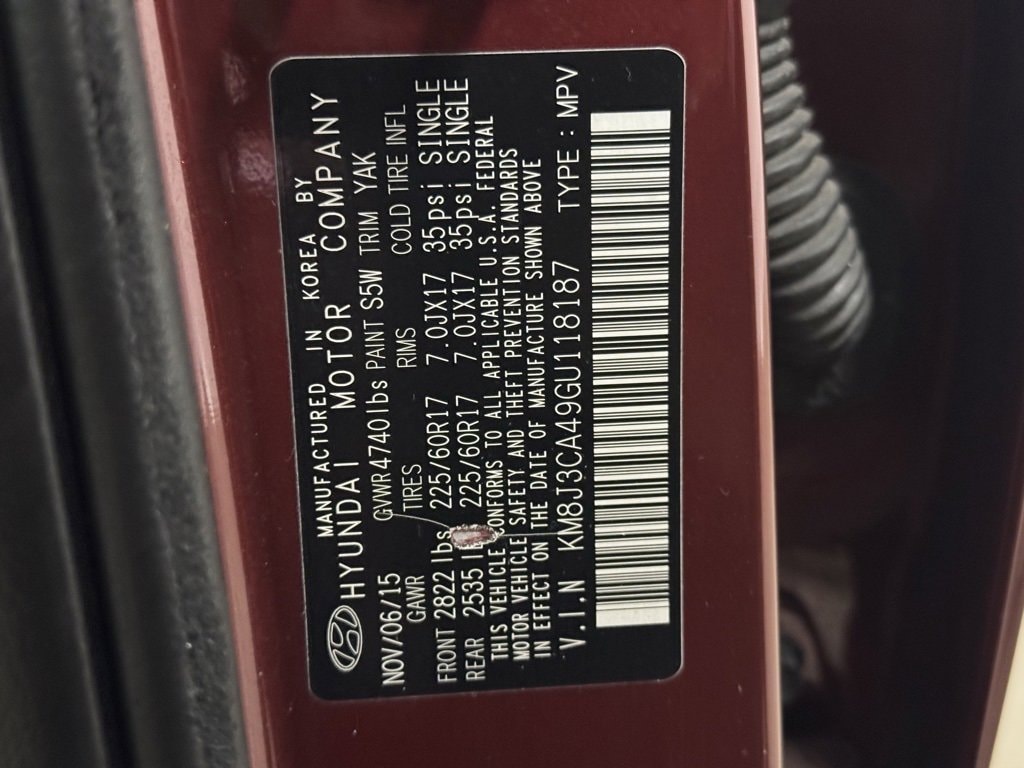 MANUFACTURED IN KOREA BY
HYUNDAI MOTOR COMPANY
NOV/06/15 GVWR4740lbs PAINT S5W TRIM YAK
GAWR TIRES RIMS COLD TIRE INFL
FRONT 2822 lbs 225/60R17 7.0JX17 35psi SINGLE
REAR 2535 l 225/60R17 7.0JX17 35psi SINGLE
THIS VEHICLE CONFORMS TO ALL APPLICABLE U.S.A. FEDERAL
MOTOR VEHICLE SAFETY AND THEFT PREVENTION STANDARDS
IN EFFECT ON THE DATE OF MANUFACTURE SHOWN ABOVE
V.I.N KM8J3CA49GU118187 TYPE : MPV